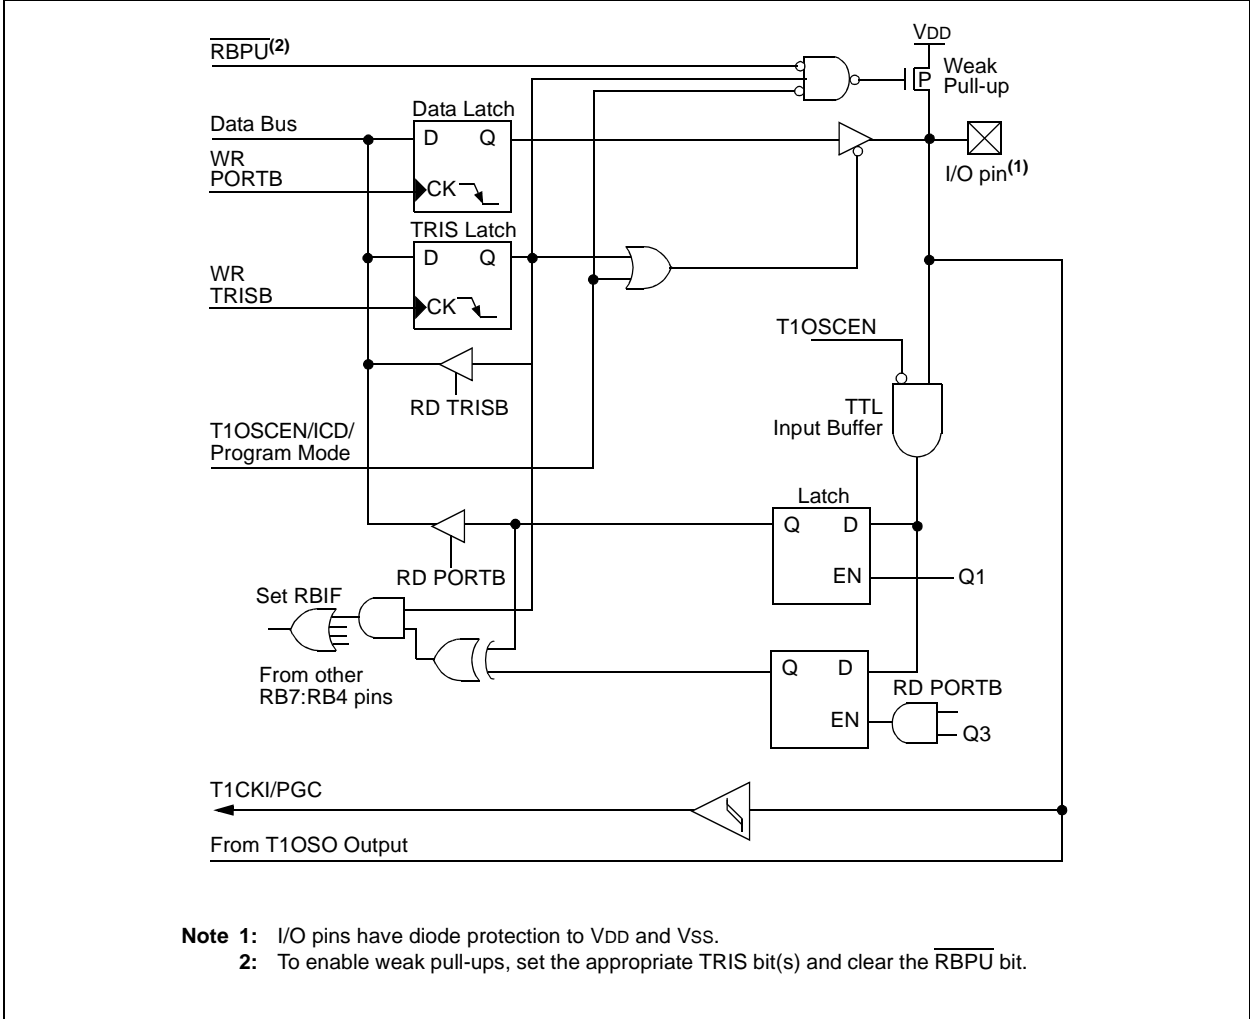 VDD
RBPU(2)
Weak
Pull-up
P
Data Latch
Data Bus
D Q
WR
PORTB
CK
I/O pin(1)
TRIS Latch
D Q
WR
TRISB
CK
T1OSCEN
RD TRISB
TTL
Input Buffer
T1OSCEN/ICD/
Program Mode
Latch
Q D
EN
Q1
RD PORTB
Set RBIF
From other
RB7:RB4 pins
Q D
RD PORTB
EN
Q3
T1CKI/PGC
From T1OSO Output
Note 1: I/O pins have diode protection to VDD and VSS.
2: To enable weak pull-ups, set the appropriate TRIS bit(s) and clear the RBPU bit.